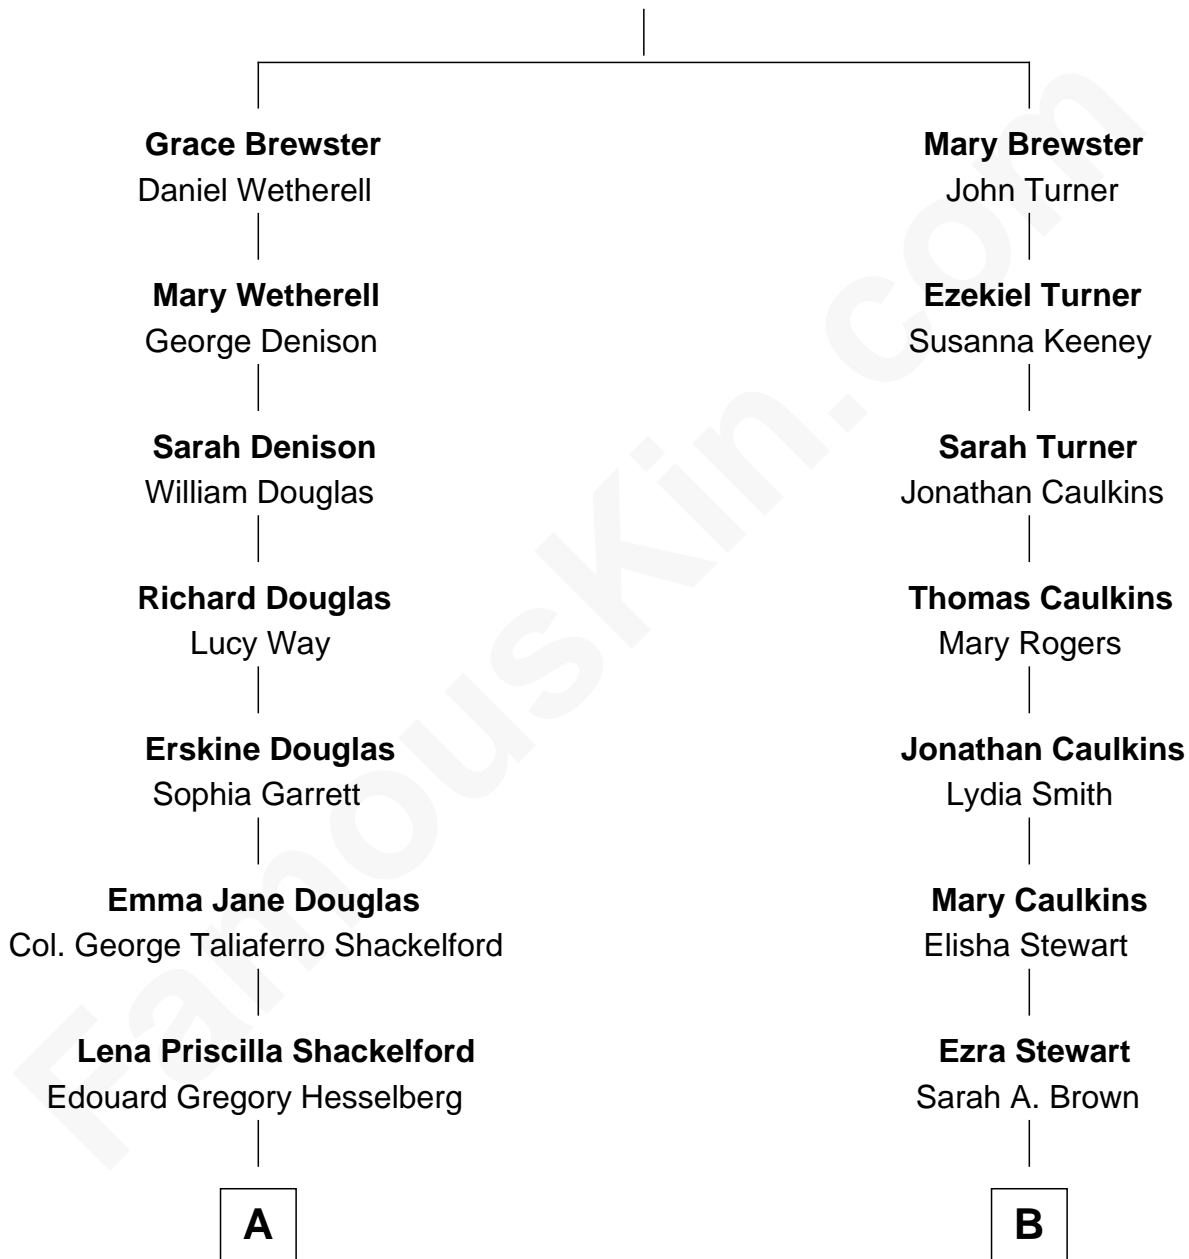 Grace Brewster
Daniel Wetherell
Mary Wetherell
George Denison
Sarah Denison
William Douglas
Richard Douglas
Lucy Way
Erskine Douglas
Sophia Garrett
Emma Jane Douglas
Col. George Taliaferro Shackelford
Lena Priscilla Shackelford
Edouard Gregory Hesselberg
A
Mary Brewster
John Turner
Ezekiel Turner
Susanna Keeney
Sarah Turner
Jonathan Caulkins
Thomas Caulkins
Mary Rogers
Jonathan Caulkins
Lydia Smith
Mary Caulkins
Elisha Stewart
Ezra Stewart
Sarah A. Brown
B
FamousKin.com